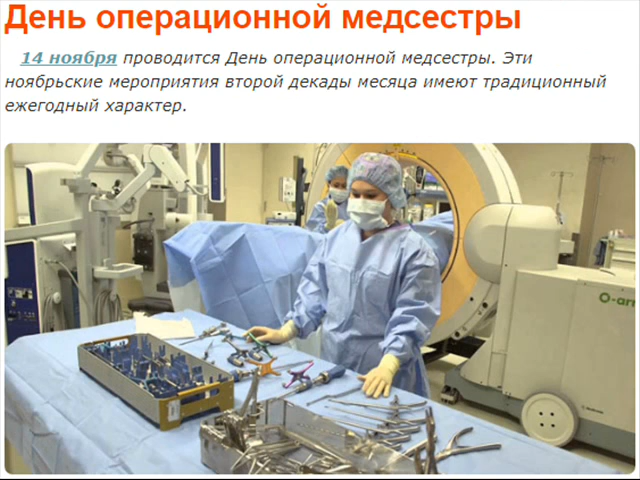 День операционной медсестры
14 ноября проводится День операционной медсестры. Эти
ноябрьские мероприятия второй декады месяца имеют традиционный
ежегодный характер.
O-arm